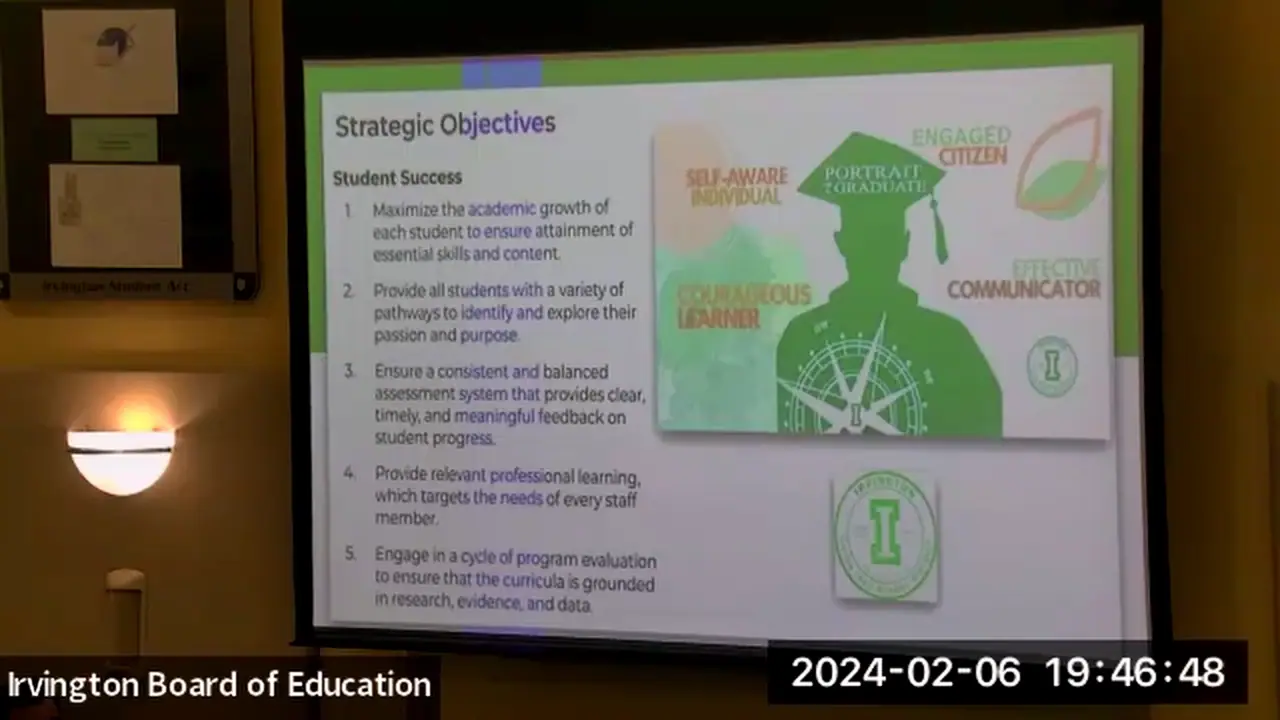 Strategic Objectives
Student Success
1. Maximize the academic growth of
each student to ensure attainment of
essential skills and content.
2. Provide all students with a variety of
pathways to identify and explore their
passion and purpose.
3. Ensure a consistent and balanced
assessment system that provides clear,
timely, and meaningful feedback on
student progress.
4. Provide relevant professional learning,
which targets the needs of every staff
member.
5. Engage in a cycle of program evaluation
to ensure that the curricula is grounded
in research, evidence, and data.
SELF-AWARE
INDIVIDUAL
PORTRAIT
GRADUATE
ENGAGED
CITIZEN
COURAGEOUS
LEARNER
EFFECTIVE
COMMUNICATOR
I
I
IRVINGTON
I
Irvington Student Art
Irvington Board of Education
2024-02-06 19:46:48